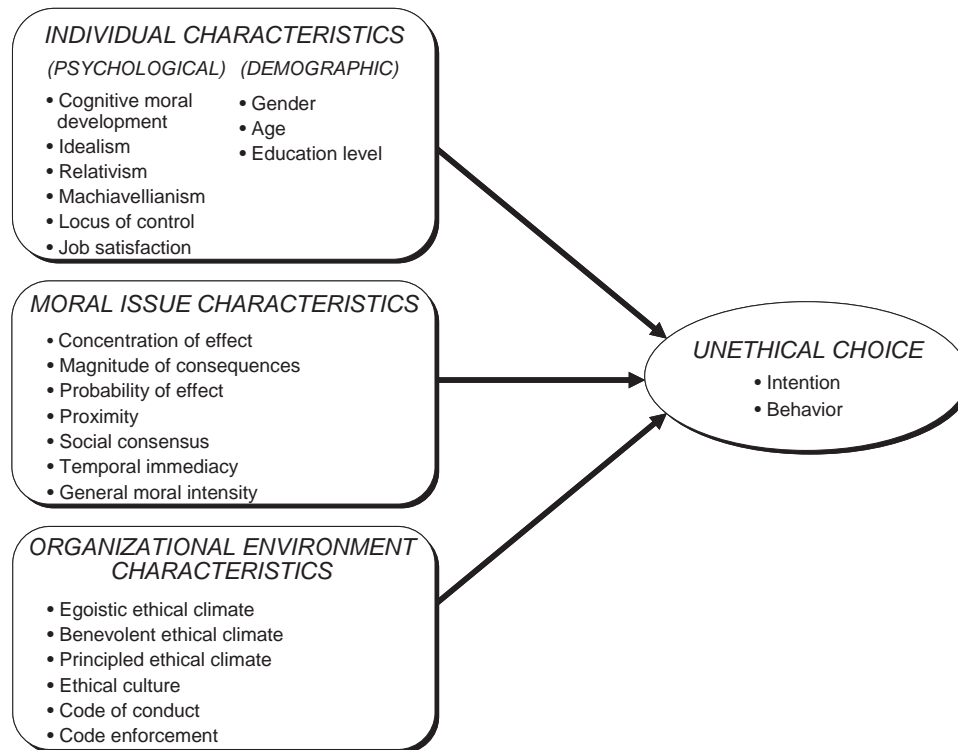 INDIVIDUAL CHARACTERISTICS
(PSYCHOLOGICAL) (DEMOGRAPHIC)
• Cognitive moral
development
• Idealism
• Relativism
• Machiavellianism
• Locus of control
• Job satisfaction
• Gender
• Age
• Education level
MORAL ISSUE CHARACTERISTICS
• Concentration of effect
• Magnitude of consequences
• Probability of effect
• Proximity
• Social consensus
• Temporal immediacy
• General moral intensity
ORGANIZATIONAL ENVIRONMENT
CHARACTERISTICS
• Egoistic ethical climate
• Benevolent ethical climate
• Principled ethical climate
• Ethical culture
• Code of conduct
• Code enforcement
UNETHICAL CHOICE
• Intention
• Behavior